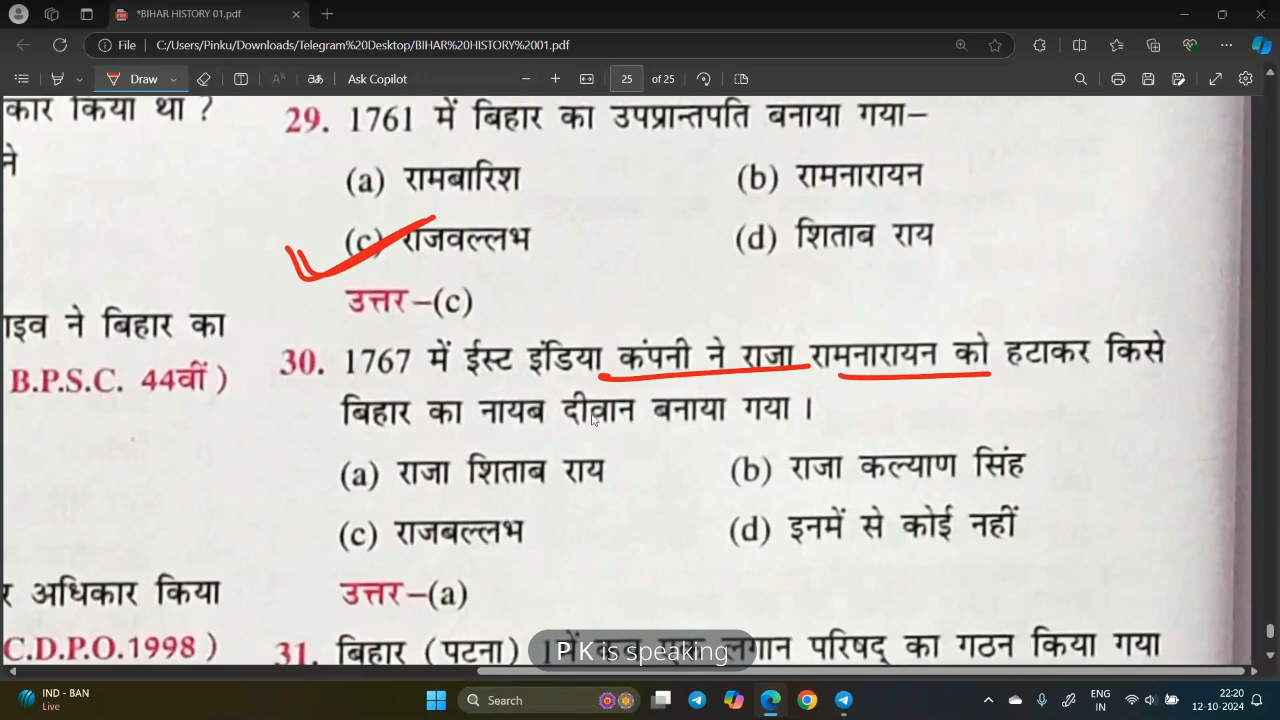 *BIHAR HISTORY 01.pdf
File
C:/Users/Pinku/Downloads/Telegram%20Desktop/BIHAR%20HISTORY%2001.pdf
Draw
aあ
Ask Copilot
25 of 25
कार किया था ?
ने
29. 1761 में बिहार का उपप्रान्तपति बनाया गया–
(a) रामबारिश (b) रामनारायन
(c) राजवल्लभ (d) शिताब राय
उत्तर–(c)
ाइव ने बिहार का
B.P.S.C. 44वीं )
30. 1767 में ईस्ट इंडिया कंपनी ने राजा रामनारायन को हटाकर किसे
बिहार का नायब दीवान बनाया गया ।
(a) राजा शिताब राय (b) राजा कल्याण सिंह
(c) राजबल्लभ (d) इनमें से कोई नहीं
उत्तर–(a)
र अधिकार किया
C.D.P.O.1998 )
31. बिहार (पटना) लगान परिषद् का गठन किया गया
P K is speaking
IND - BAN
Live
Search
ENG
IN
22:20
12-10-2024